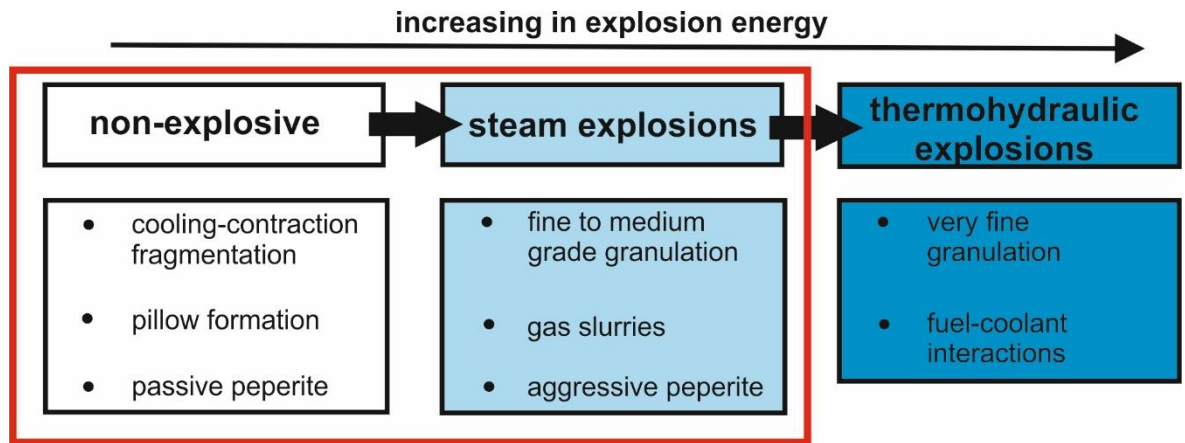 increasing in explosion energy
non-explosive
steam explosions
thermohydraulic
explosions
• cooling-contraction
fragmentation
• pillow formation
• passive peperite
• fine to medium
grade granulation
• gas slurries
• aggressive peperite
• very fine
granulation
• fuel-coolant
interactions